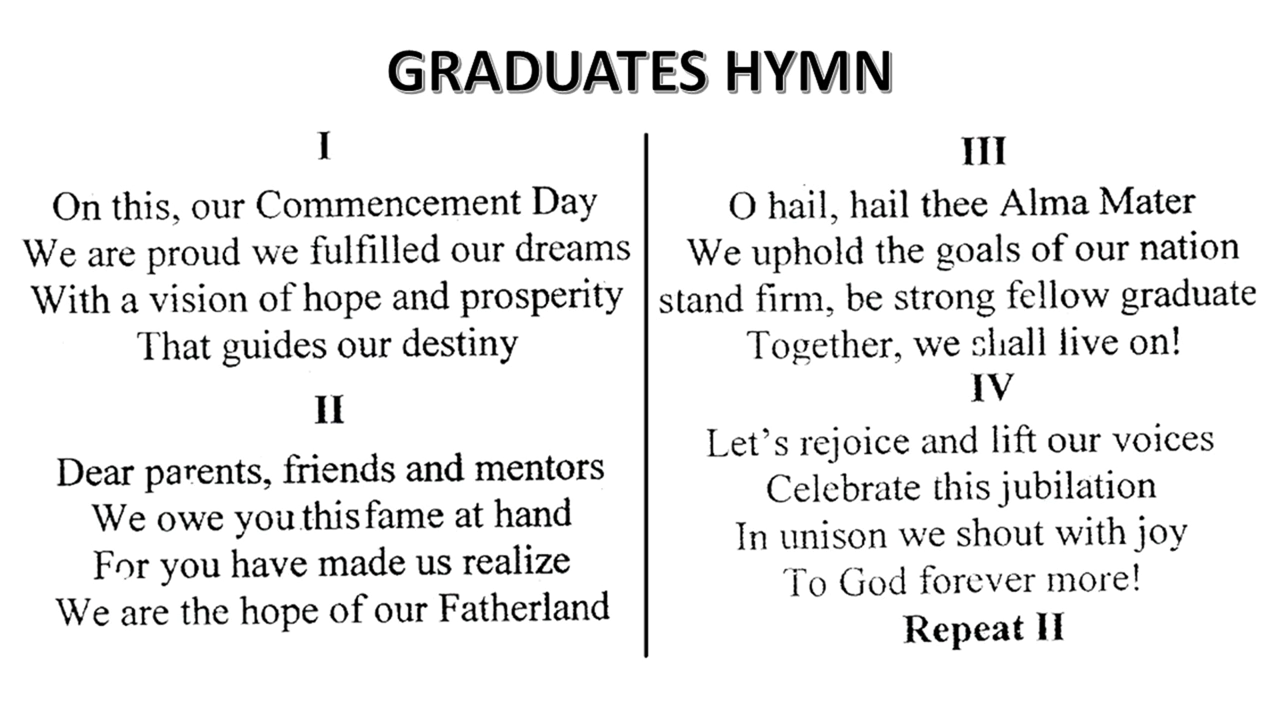 GRADUATES HYMN
I
On this, our Commencement Day
We are proud we fulfilled our dreams
With a vision of hope and prosperity
That guides our destiny
II
Dear parents, friends and mentors
We owe you this fame at hand
For you have made us realize
We are the hope of our Fatherland
III
O hail, hail thee Alma Mater
We uphold the goals of our nation
stand firm, be strong fellow graduate
Together, we shall live on!
IV
Let's rejoice and lift our voices
Celebrate this jubilation
In unison we shout with joy
To God forever more!
Repeat II